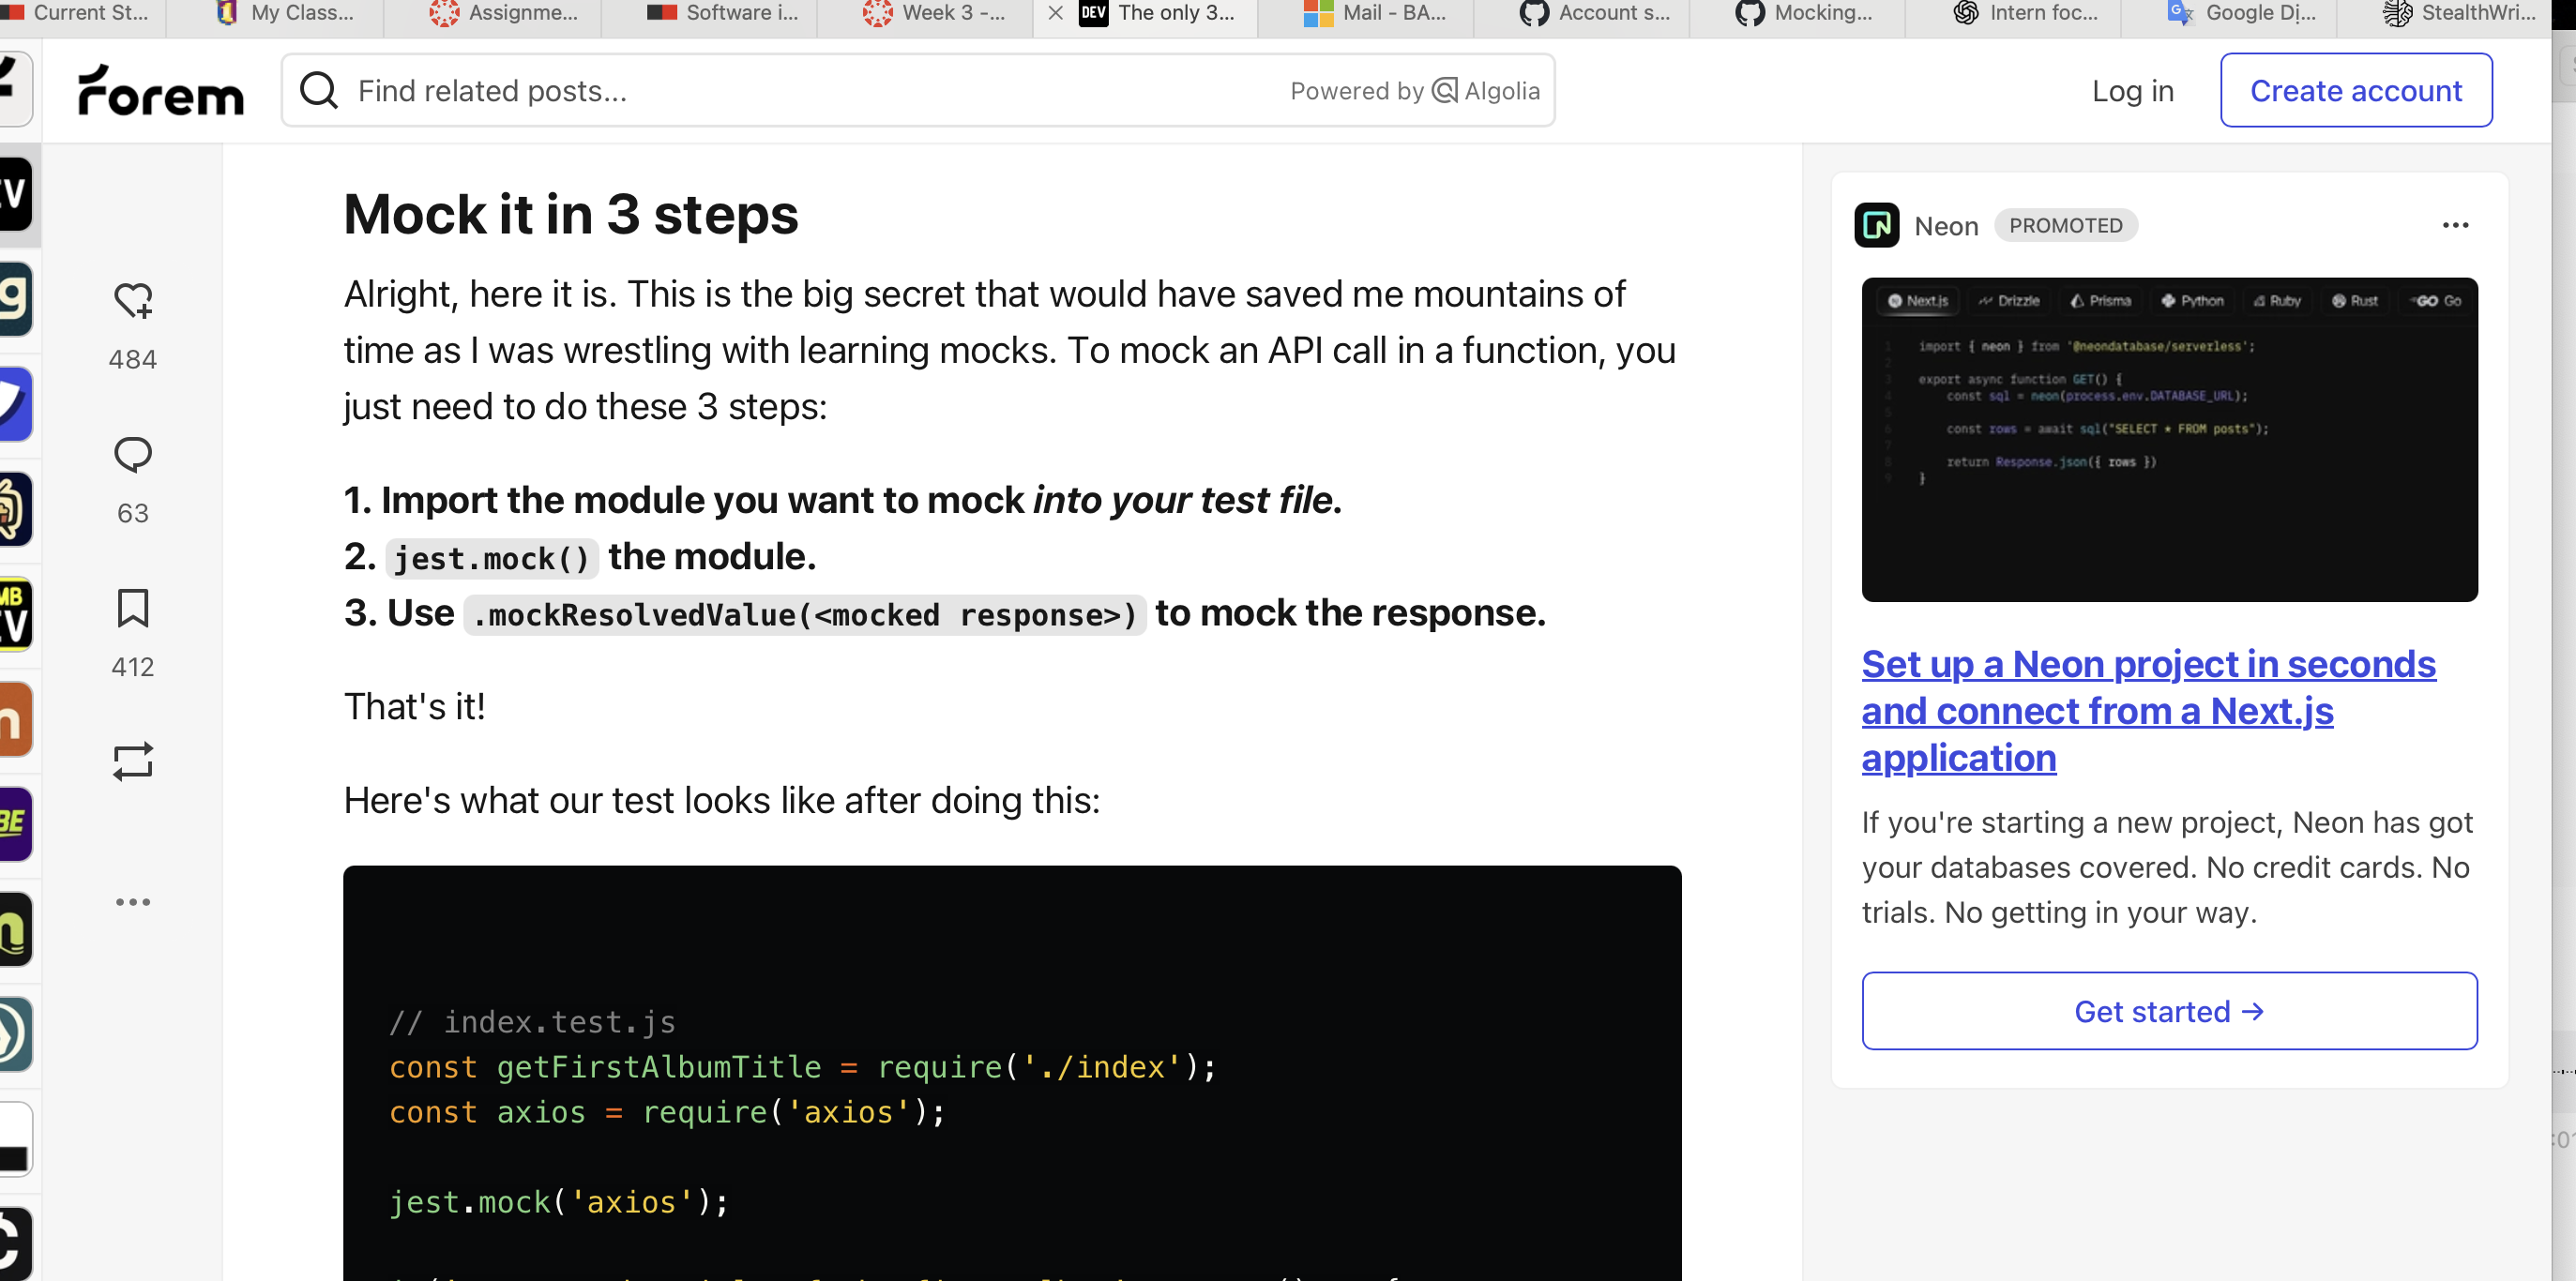 Current St...
My Class...
Assignme...
Software i...
Week 3 -...
DEV The only 3...
Mail - BA...
Account s...
Mocking...
Intern foc...
Google Di...
StealthWri...
forem
Find related posts...
Powered by Algolia
Log in
Create account
Mock it in 3 steps
Alright, here it is. This is the big secret that would have saved me mountains of
time as I was wrestling with learning mocks. To mock an API call in a function, you
just need to do these 3 steps:
1. Import the module you want to mock into your test file.
2. jest.mock() the module.
3. Use .mockResolvedValue(<mocked response>) to mock the response.
That's it!
Here's what our test looks like after doing this:
// index.test.js
const getFirstAlbumTitle = require('./index');
const axios = require('axios');
jest.mock('axios');
484
63
412
Neon PROMOTED
Next.js Drizzle Prisma Python Ruby Rust GO Go
1 import { neon } from '@neondatabase/serverless';
2
3 export async function GET() {
4 const sql = neon(process.env.DATABASE_URL);
5
6 const rows = await sql("SELECT * FROM posts");
7
8 return Response.json({ rows })
9 }
Set up a Neon project in seconds
and connect from a Next.js
application
If you're starting a new project, Neon has got
your databases covered. No credit cards. No
trials. No getting in your way.
Get started →